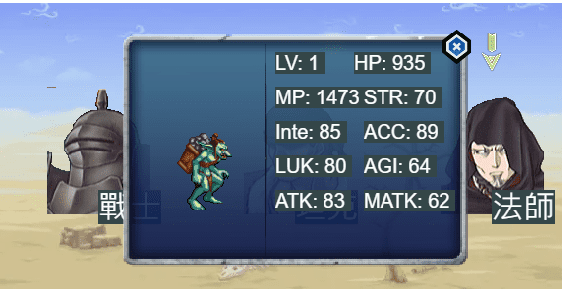 LV: 1 HP: 935
MP: 1473 STR: 70
Inte: 85 ACC: 89
LUK: 80 AGI: 64
ATK: 83 MATK: 62
戰士
法師